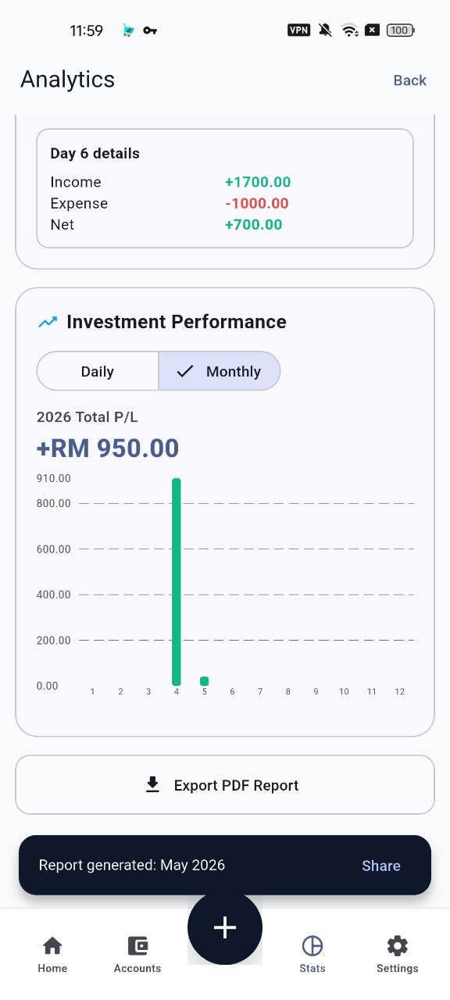 11:59 VPN 100
Analytics Back
Day 6 details
Income +1700.00
Expense -1000.00
Net +700.00
Investment Performance
Daily Monthly
2026 Total P/L
+RM 950.00
910.00
800.00
600.00
400.00
200.00
0.00
1 2 3 4 5 6 7 8 9 10 11 12
Export PDF Report
Report generated: May 2026 Share
Home Accounts Stats Settings